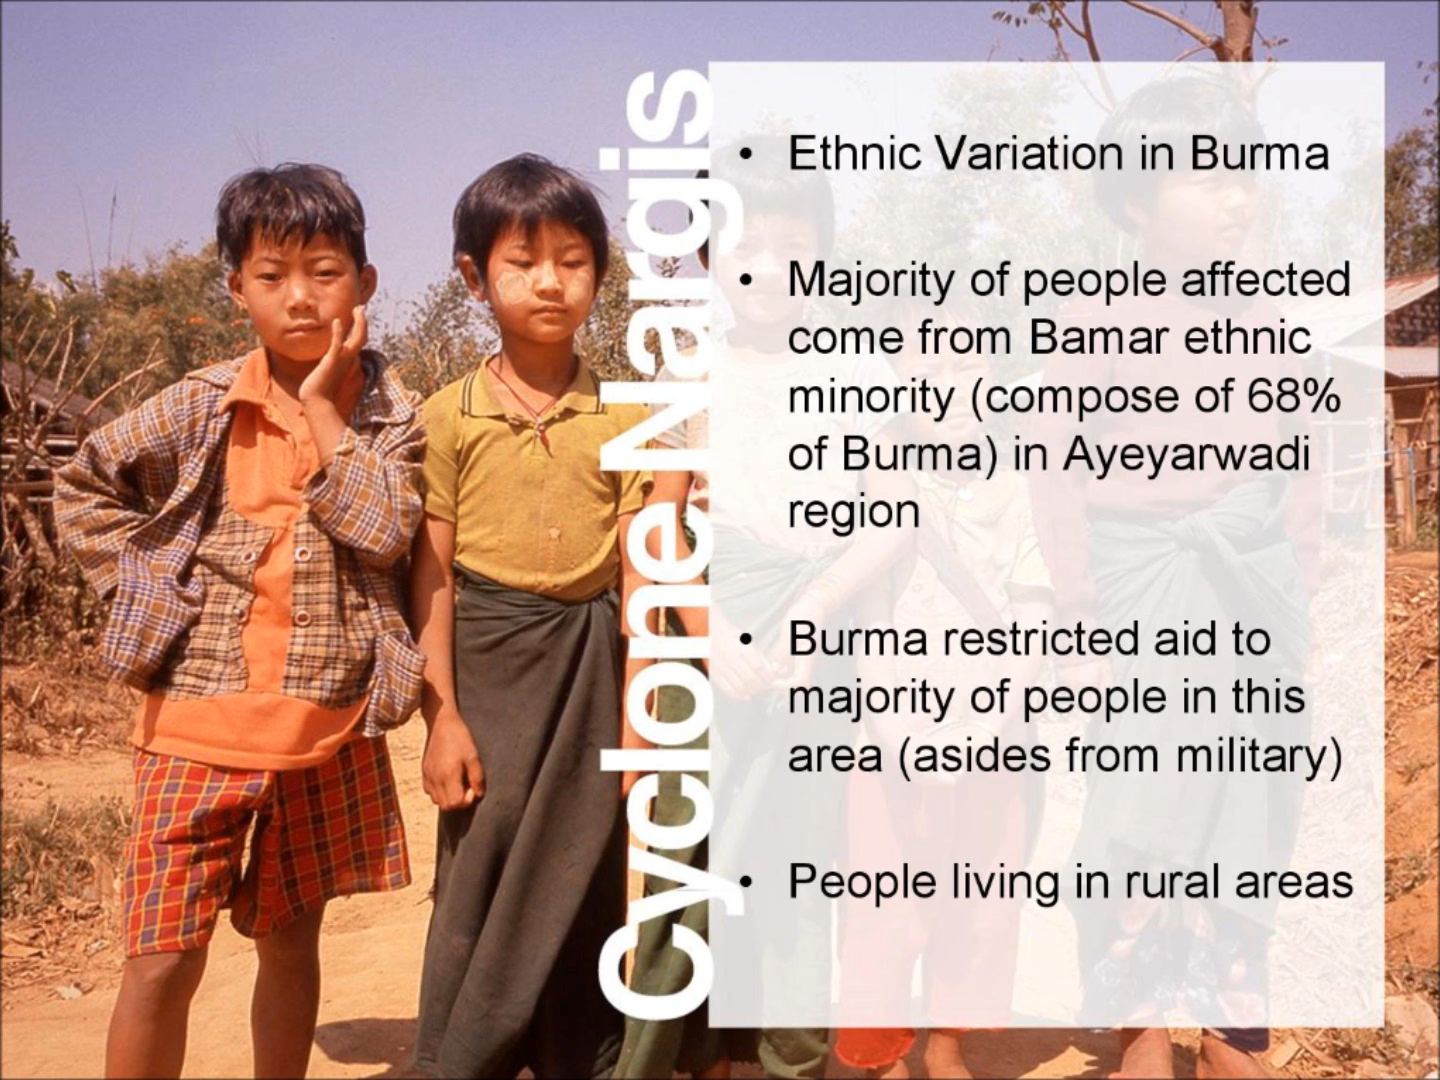 Cyclone Nargis
• Ethnic Variation in Burma
• Majority of people affected
come from Bamar ethnic
minority (compose of 68%
of Burma) in Ayeyarwadi
region
• Burma restricted aid to
majority of people in this
area (asides from military)
• People living in rural areas